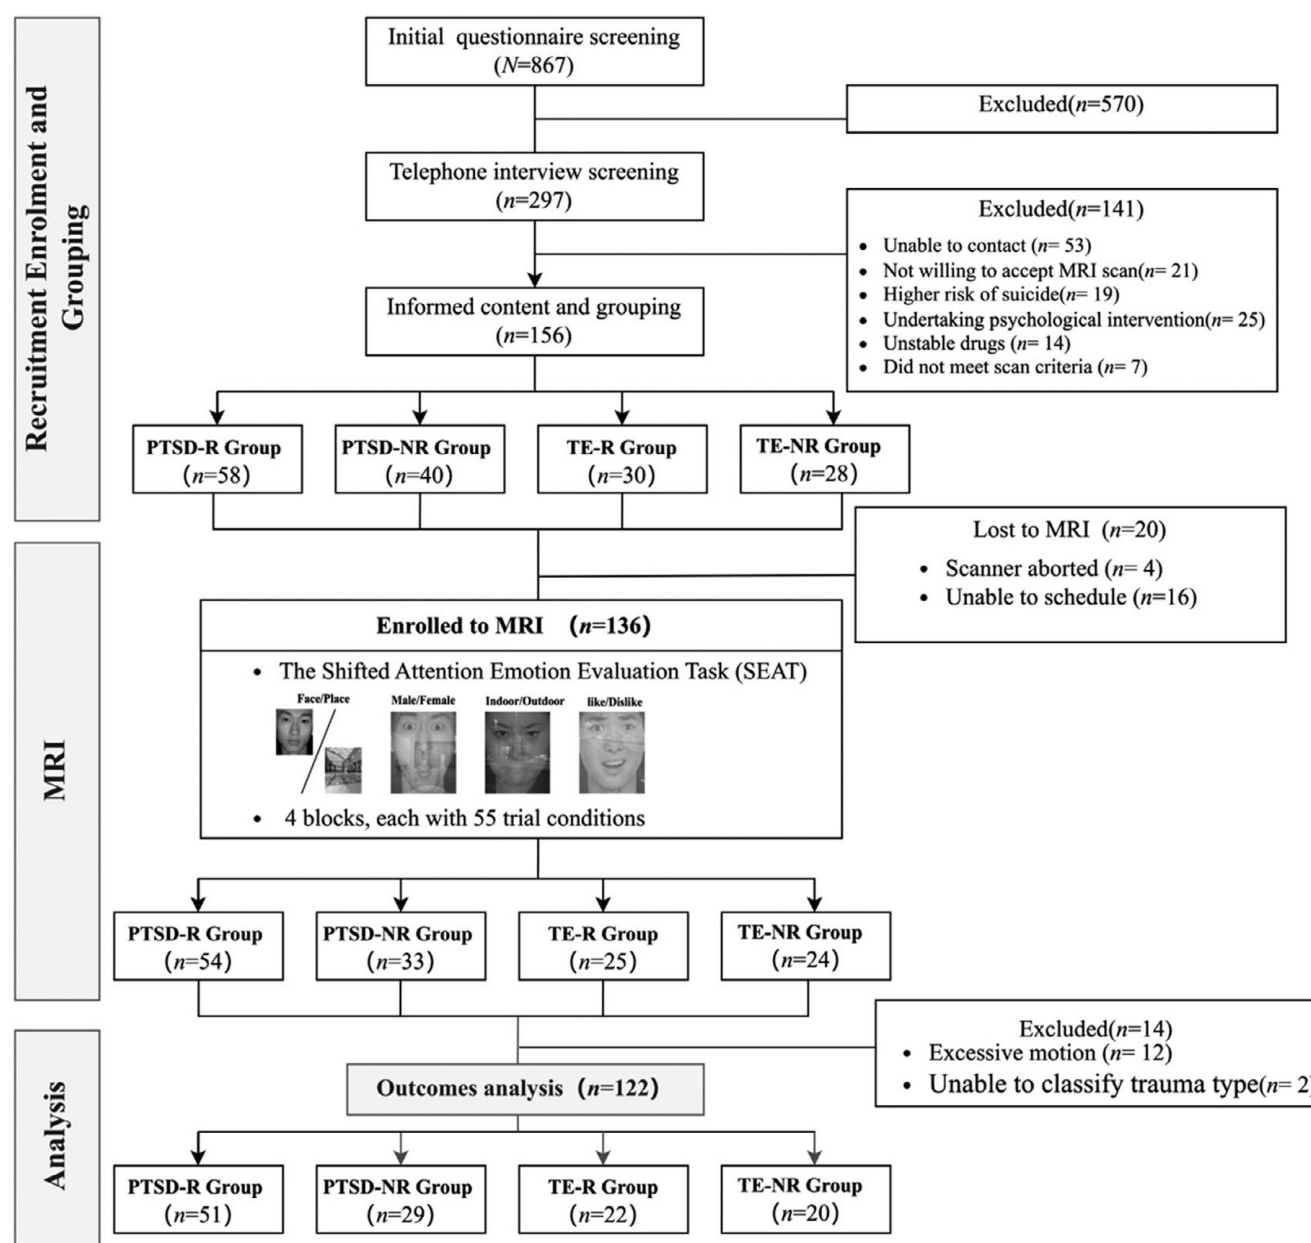 Recruitment Enrolment and
Grouping
Initial questionnaire screening
(N=867)
Excluded(n=570)
Telephone interview screening
(n=297)
Excluded(n=141)
• Unable to contact (n= 53)
• Not willing to accept MRI scan(n= 21)
• Higher risk of suicide(n= 19)
• Undertaking psychological intervention(n= 25)
• Unstable drugs (n= 14)
• Did not meet scan criteria (n= 7)
Informed content and grouping
(n=156)
PTSD-R Group
(n=58)
PTSD-NR Group
(n=40)
TE-R Group
(n=30)
TE-NR Group
(n=28)
MRI
Lost to MRI (n=20)
• Scanner aborted (n= 4)
• Unable to schedule (n=16)
Enrolled to MRI (n=136)
• The Shifted Attention Emotion Evaluation Task (SEAT)
Face/Place
Male/Female
Indoor/Outdoor
like/Dislike
• 4 blocks, each with 55 trial conditions
PTSD-R Group
(n=54)
PTSD-NR Group
(n=33)
TE-R Group
(n=25)
TE-NR Group
(n=24)
Analysis
Excluded(n=14)
• Excessive motion (n= 12)
• Unable to classify trauma type(n= 2)
Outcomes analysis (n=122)
PTSD-R Group
(n=51)
PTSD-NR Group
(n=29)
TE-R Group
(n=22)
TE-NR Group
(n=20)